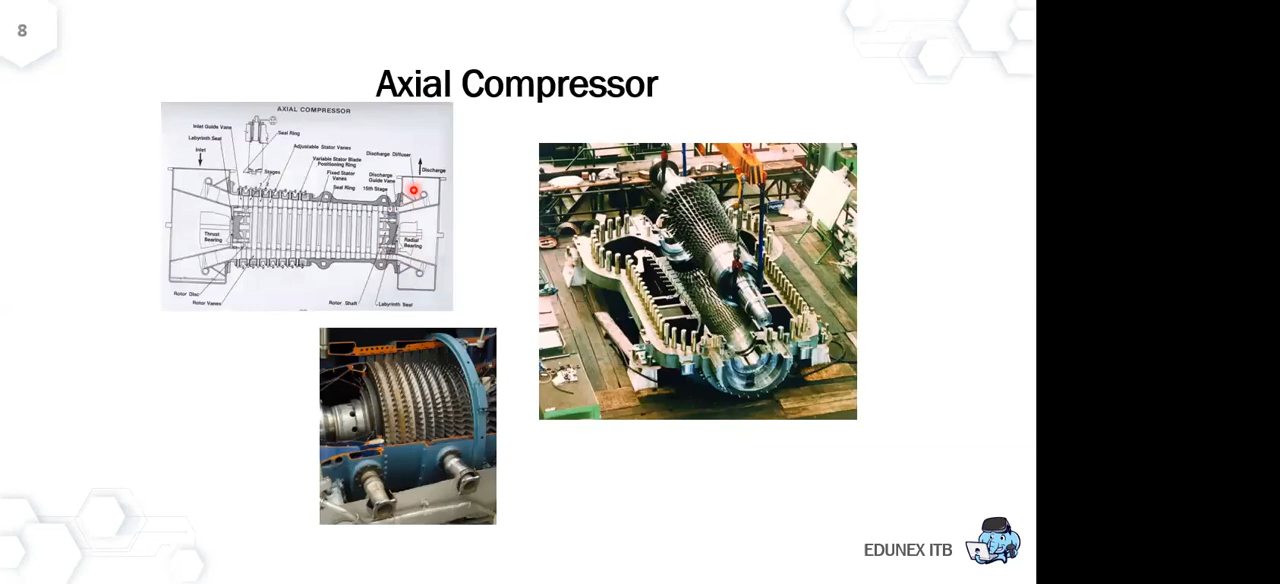 8
Axial Compressor
AXIAL COMPRESSOR
Inlet Guide Vane
Labyrinth Seal
Inlet
Seal Ring
Adjustable Stator Vanes
Stages
Variable Stator Blade
Positioning Ring
Fixed Stator
Vanes
Seal Ring
Discharge Diffuser
Discharge
Discharge
Guide Vane
15th Stage
Thrust
Bearing
Radial
Bearing
Rotor Disc
Rotor Vanes
Rotor Shaft
Labyrinth Seal
EDUNEX ITB